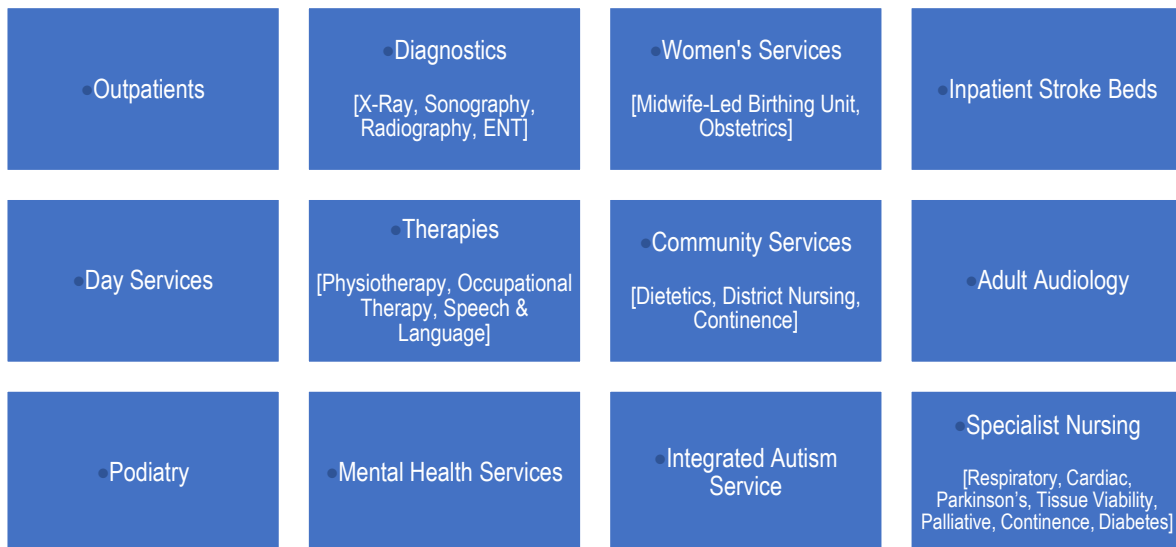 •Outpatients
•Diagnostics
[X-Ray, Sonography,
Radiography, ENT]
•Women's Services
[Midwife-Led Birthing Unit,
Obstetrics]
•Inpatient Stroke Beds
•Day Services
•Therapies
[Physiotherapy, Occupational
Therapy, Speech &
Language]
•Community Services
[Dietetics, District Nursing,
Continence]
•Adult Audiology
•Podiatry
•Mental Health Services
•Integrated Autism
Service
•Specialist Nursing
[Respiratory, Cardiac,
Parkinson’s, Tissue Viability,
Palliative, Continence, Diabetes]